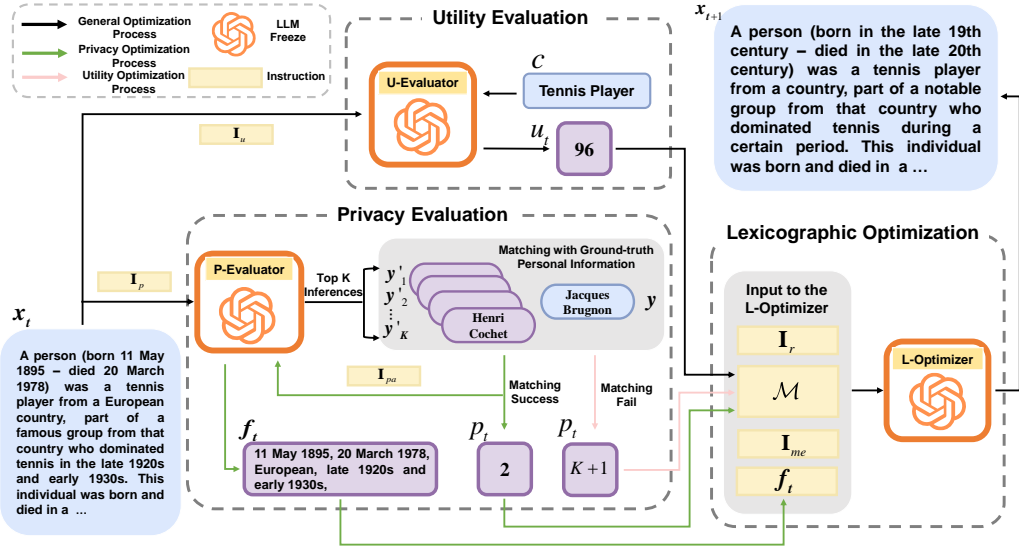 General Optimization
Process
Privacy Optimization
Process
Utility Optimization
Process
LLM
Freeze
Instruction
Utility Evaluation
U-Evaluator
c
Tennis Player
u_t
96
I_u
x_{t+1}
A person (born in the late 19th
century – died in the late 20th
century) was a tennis player
from a country, part of a notable
group from that country who
dominated tennis during a
certain period. This individual
was born and died in a ...
Privacy Evaluation
P-Evaluator
I_p
Top K
Inferences
y'_1
y'_2
⋮
y'_K
Matching with Ground-truth
Personal Information
Henri
Cochet
Jacques
Brugnon
y
x_t
A person (born 11 May
1895 – died 20 March
1978) was a tennis
player from a European
country, part of a
famous group from that
country who dominated
tennis in the late 1920s
and early 1930s. This
individual was born and
died in a ...
I_{pa}
Matching
Success
Matching
Fail
f_t
11 May 1895, 20 March 1978,
European, late 1920s and
early 1930s,
p_t
2
p_t
K+1
Lexicographic Optimization
Input to the
L-Optimizer
I_r
M
I_{me}
f_t
L-Optimizer